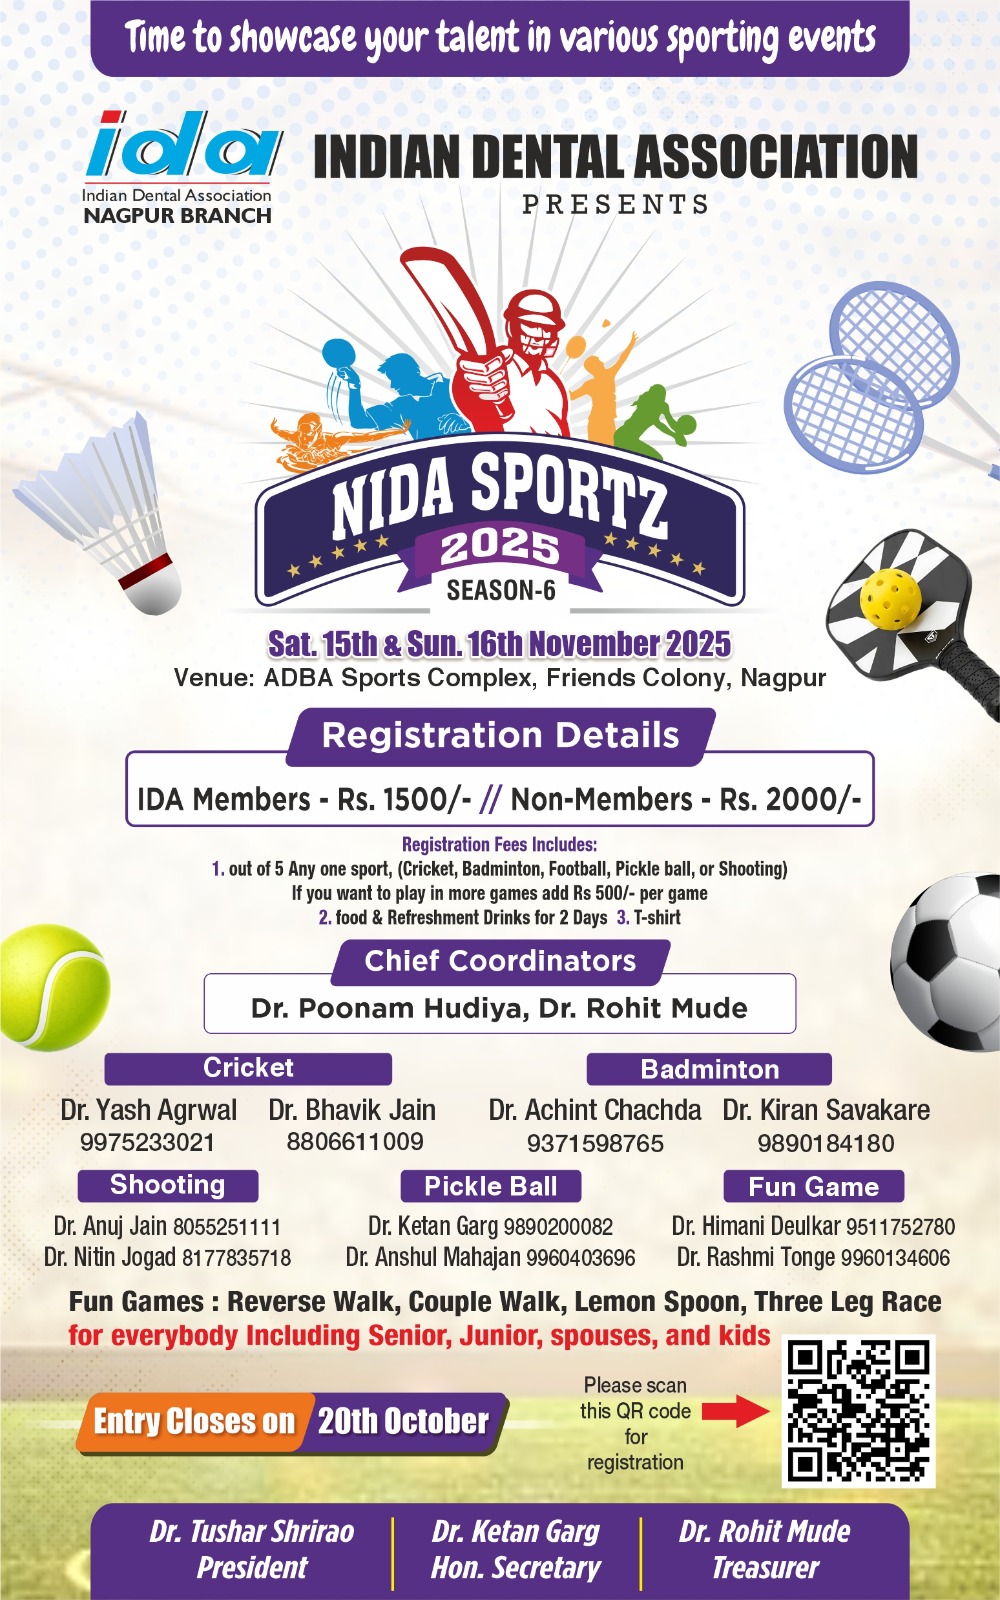 Time to showcase your talent in various sporting events
ida
Indian Dental Association
NAGPUR BRANCH
INDIAN DENTAL ASSOCIATION
PRESENTS
NIDA SPORTZ
2025
SEASON-6
Sat. 15th & Sun. 16th November 2025
Venue: ADBA Sports Complex, Friends Colony, Nagpur
Registration Details
IDA Members - Rs. 1500/- // Non-Members - Rs. 2000/-
Registration Fees Includes:
1. out of 5 Any one sport, (Cricket, Badminton, Football, Pickle ball, or Shooting)
If you want to play in more games add Rs 500/- per game
2. food & Refreshment Drinks for 2 Days 3. T-shirt
Chief Coordinators
Dr. Poonam Hudiya, Dr. Rohit Mude
Cricket
Dr. Yash Agrwal Dr. Bhavik Jain
9975233021 8806611009
Badminton
Dr. Achint Chachda Dr. Kiran Savakare
9371598765 9890184180
Shooting
Dr. Anuj Jain 8055251111
Dr. Nitin Jogad 8177835718
Pickle Ball
Dr. Ketan Garg 9890200082
Dr. Anshul Mahajan 9960403696
Fun Game
Dr. Himani Deulkar 9511752780
Dr. Rashmi Tonge 9960134606
Fun Games : Reverse Walk, Couple Walk, Lemon Spoon, Three Leg Race
for everybody Including Senior, Junior, spouses, and kids
Entry Closes on 20th October
Please scan
this QR code
for
registration
Dr. Tushar Shrirao
President
Dr. Ketan Garg
Hon. Secretary
Dr. Rohit Mude
Treasurer